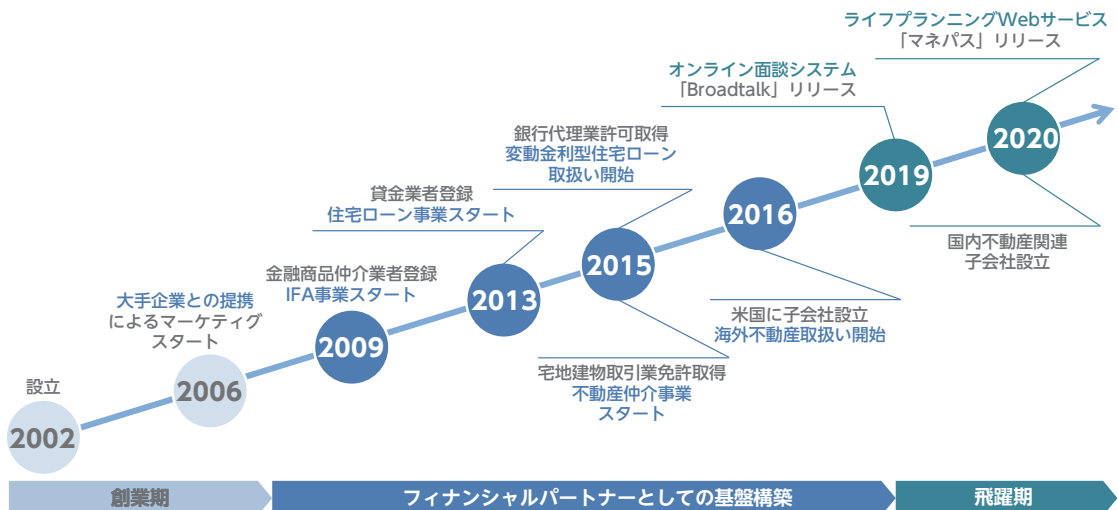 ライフプランニングWebサービス
「マネパス」リリース
オンライン面談システム
「Broadtalk」リリース
銀行代理業許可取得
変動金利型住宅ローン
取扱い開始
貸金業者登録
住宅ローン事業スタート
金融商品仲介業者登録
IFA事業スタート
大手企業との提携
によるマーケティグ
スタート
設立
2002
2006
2009
2013
2015
2016
2019
2020
国内不動産関連
子会社設立
米国に子会社設立
海外不動産取扱い開始
宅地建物取引業免許取得
不動産仲介事業
スタート
創業期
フィナンシャルパートナーとしての基盤構築
飛躍期